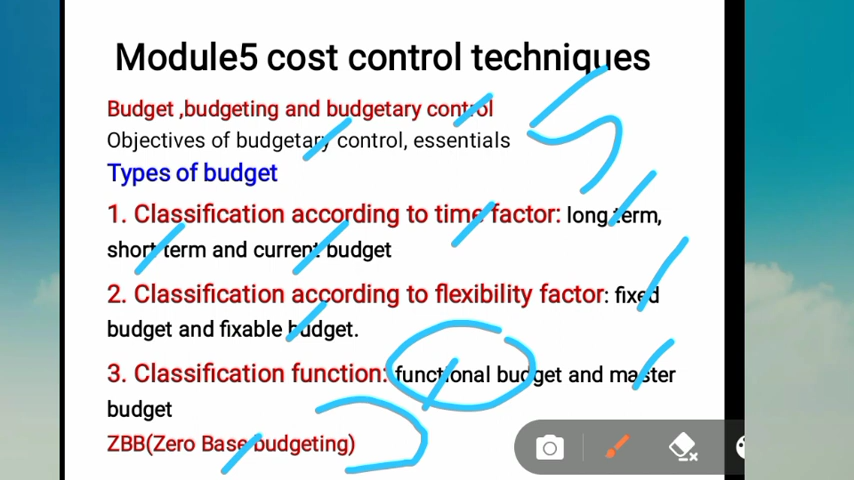 Module5 cost control techniques
Budget ,budgeting and budgetary control
Objectives of budgetary control, essentials
Types of budget
1. Classification according to time factor: long term,
short term and current budget
2. Classification according to flexibility factor: fixed
budget and fixable budget.
3. Classification function: functional budget and master
budget
ZBB(Zero Base budgeting)